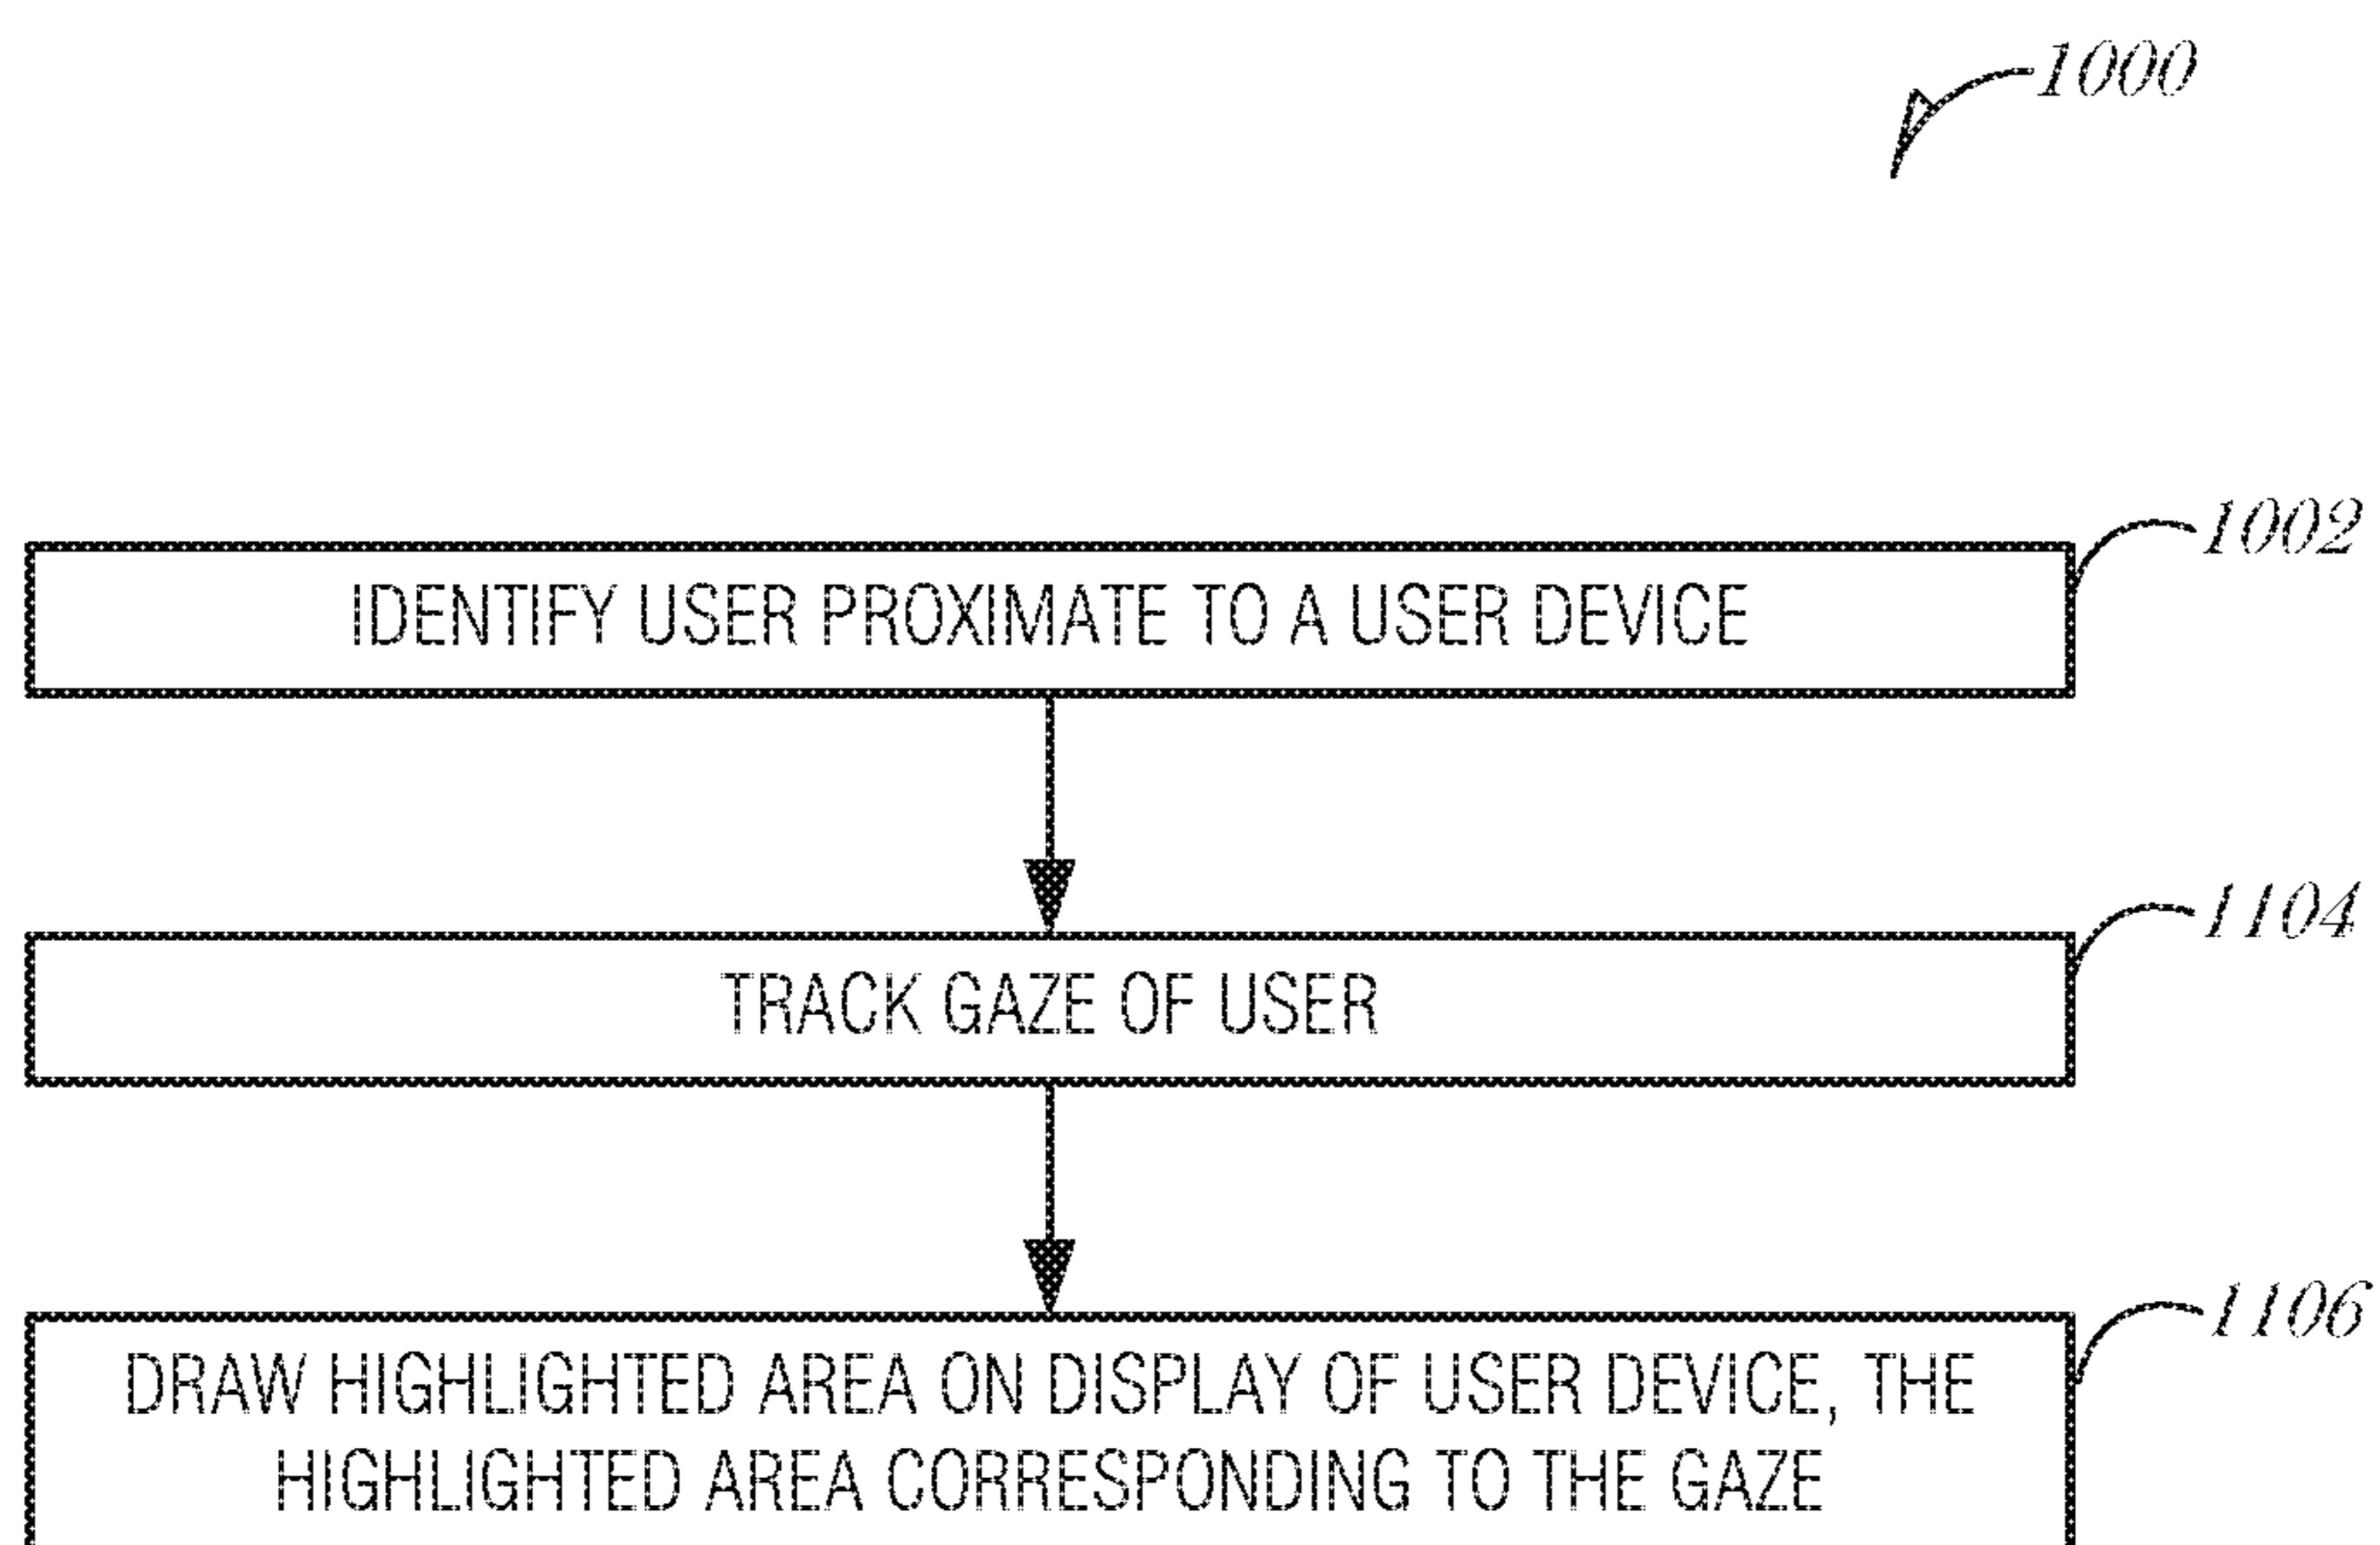 1000
1002
IDENTIFY USER PROXIMATE TO A USER DEVICE
1104
TRACK GAZE OF USER
1106
DRAW HIGHLIGHTED AREA ON DISPLAY OF USER DEVICE, THE
HIGHLIGHTED AREA CORRESPONDING TO THE GAZE